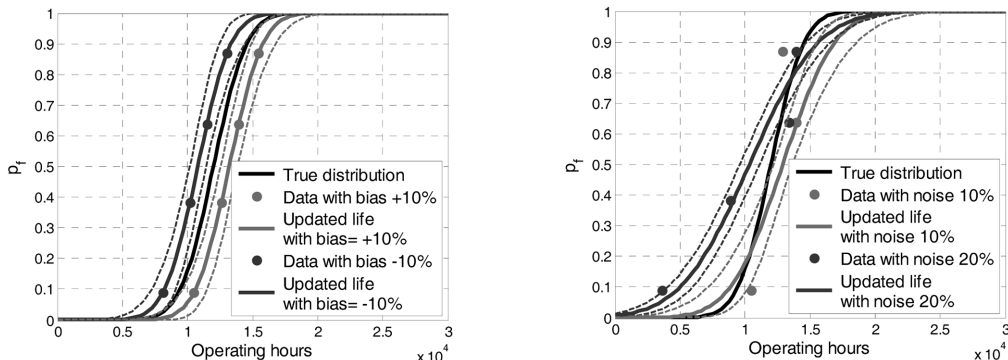 1
0.9
0.8
0.7
0.6
0.5
0.4
0.3
0.2
0.1
0
p_f
True distribution
Data with bias +10%
Updated life
with bias= +10%
Data with bias -10%
Updated life
with bias= -10%
0 0.5 1 1.5 2 2.5 3
Operating hours
x 10^4
1
0.9
0.8
0.7
0.6
0.5
0.4
0.3
0.2
0.1
0
p_f
True distribution
Data with noise 10%
Updated life
with noise 10%
Data with noise 20%
Updated life
with noise 20%
0 0.5 1 1.5 2 2.5 3
Operating hours
x 10^4